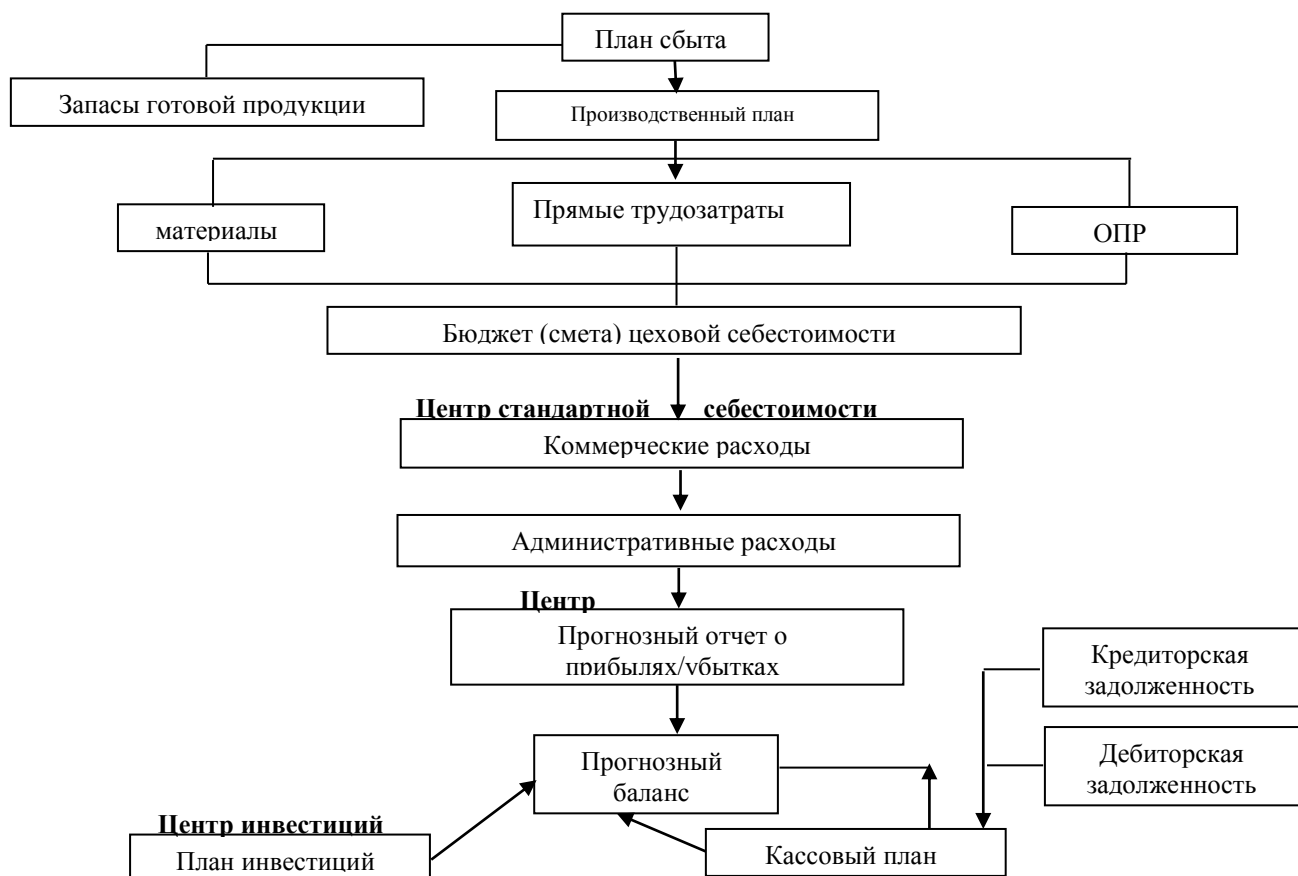 План сбыта
Запасы готовой продукции
Производственный план
материалы
Прямые трудозатраты
ОПР
Бюджет (смета) цеховой себестоимости
Центр стандартной себестоимости
Коммерческие расходы
Административные расходы
Центр
Прогнозный отчет о
прибылях/убытках
Кредиторская
задолженность
Прогнозный
баланс
Дебиторская
задолженность
Центр инвестиций
План инвестиций
Кассовый план